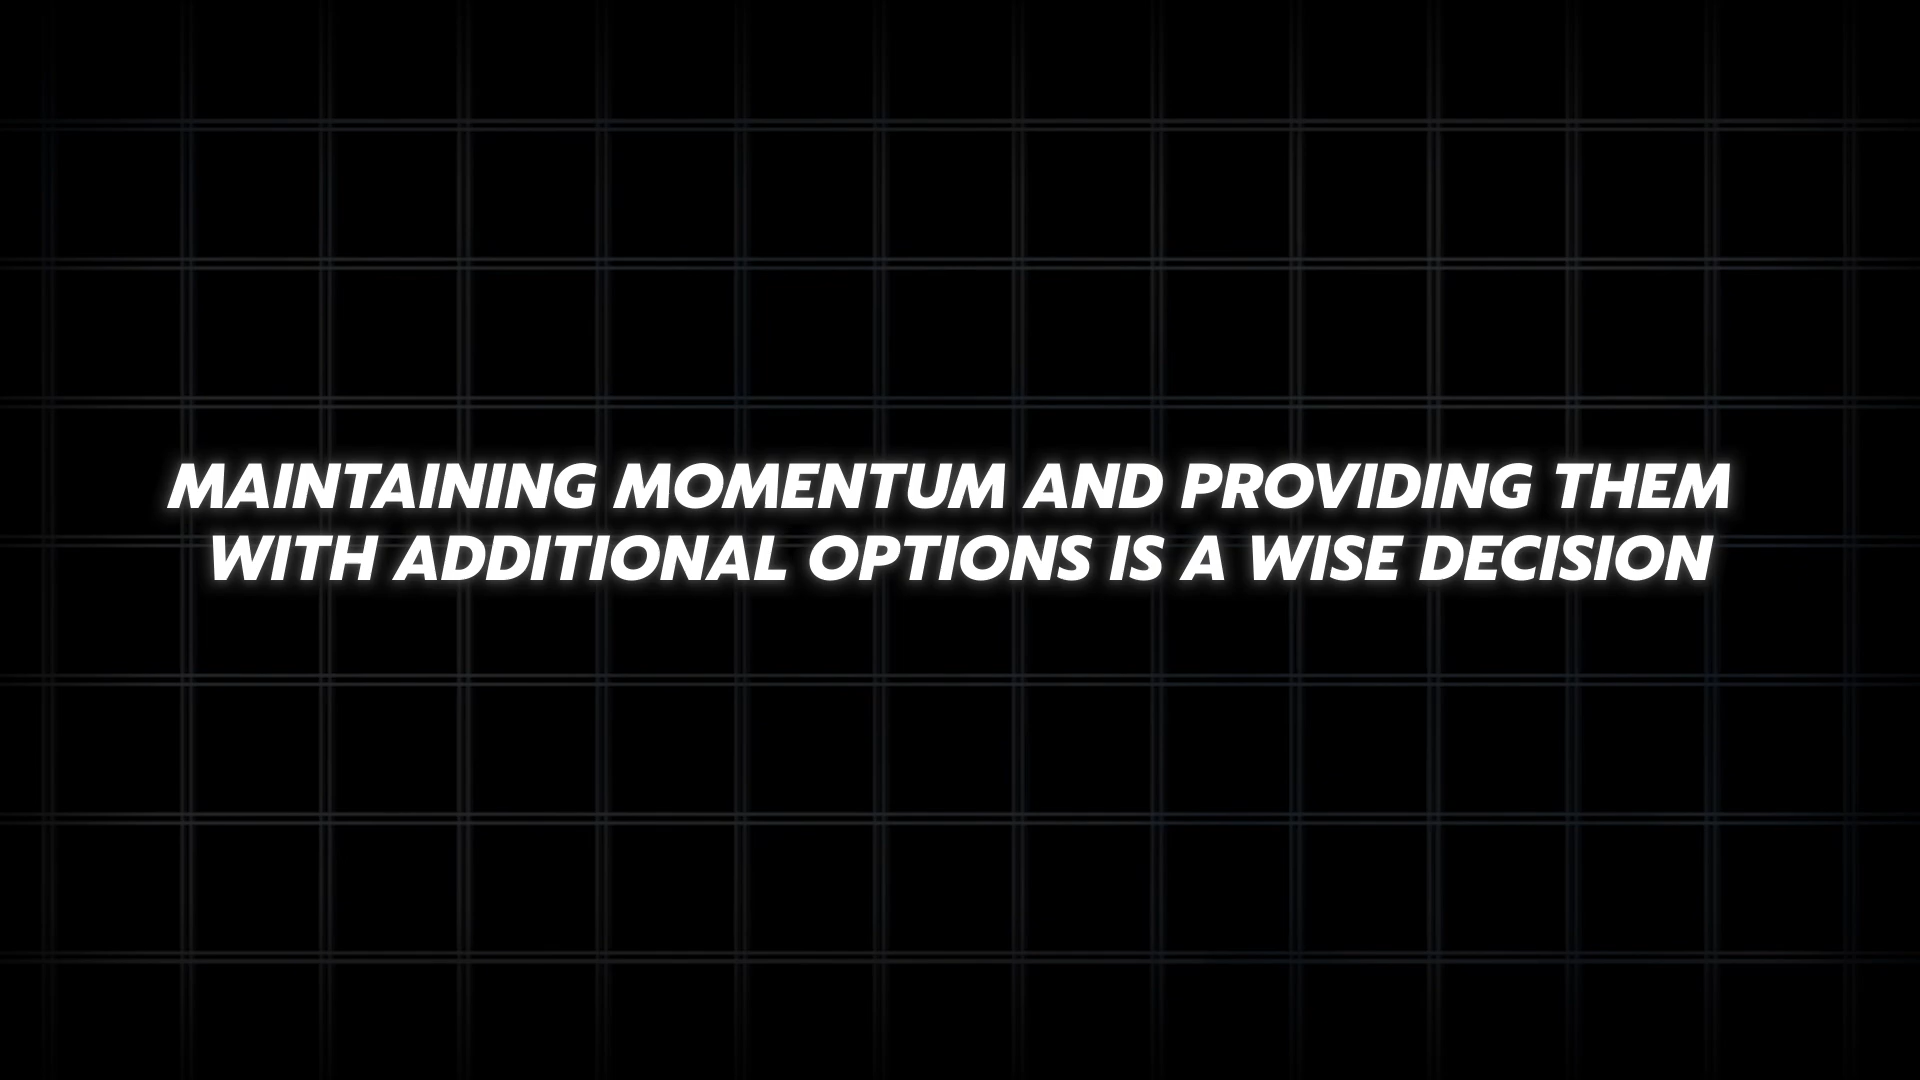 MAINTAINING MOMENTUM AND PROVIDING THEM
WITH ADDITIONAL OPTIONS IS A WISE DECISION